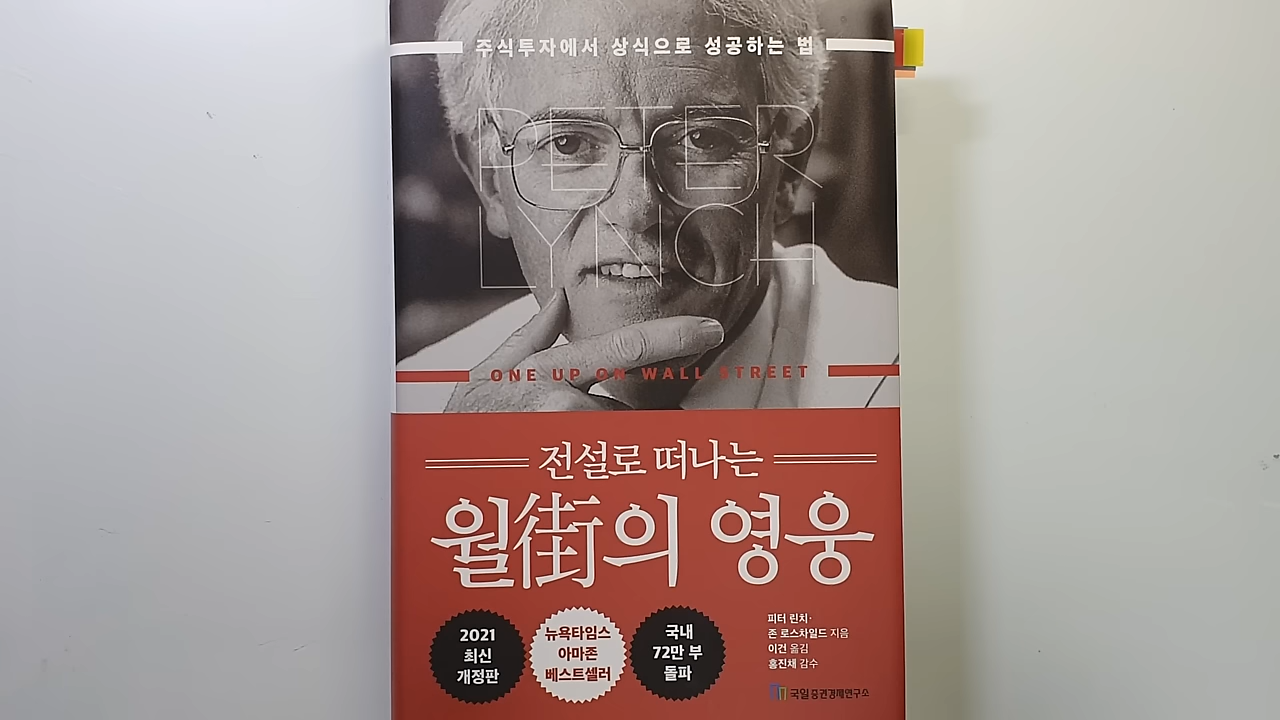 주식투자에서 상식으로 성공하는 법
PETER
LYNCH
ONE UP ON WALL STREET
전설로 떠나는
월街의 영웅
2021
최신
개정판
뉴욕타임스
아마존
베스트셀러
국내
72만 부
돌파
피터 린치·
존 로스차일드 지음
이건 옮김
홍진채 감수
국일 증권경제연구소